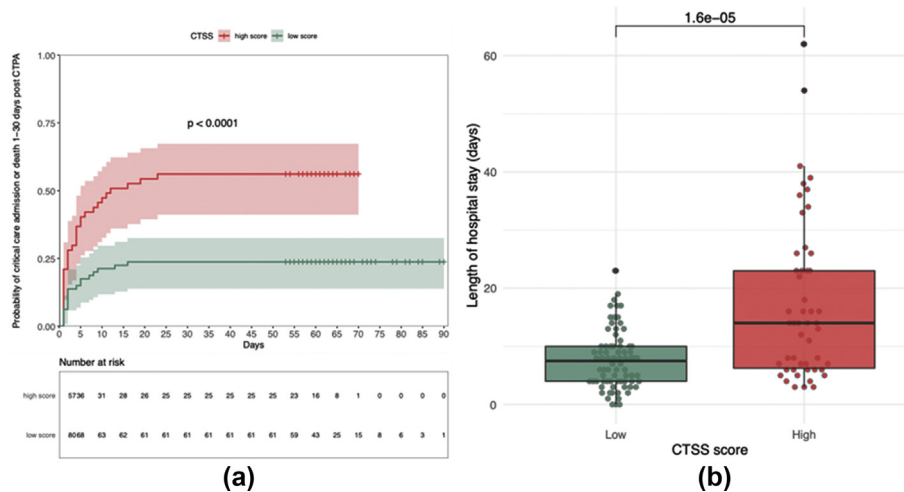 CTSS high score low score
Probability of critical care admission or death 1-30 days post CTPA
1.00
0.75
0.50
0.25
0.00
p < 0.0001
0 5 10 15 20 25 30 35 40 45 50 55 60 65 70 75 80 85 90
Days
Number at risk
high score 5736 31 28 26 25 25 25 25 25 25 23 16 8 1 0 0 0 0
low score 8068 63 62 61 61 61 61 61 61 61 59 43 25 15 8 6 3 1
(a)
1.6e-05
Length of hospital stay (days)
60
40
20
0
Low High
CTSS score
(b)